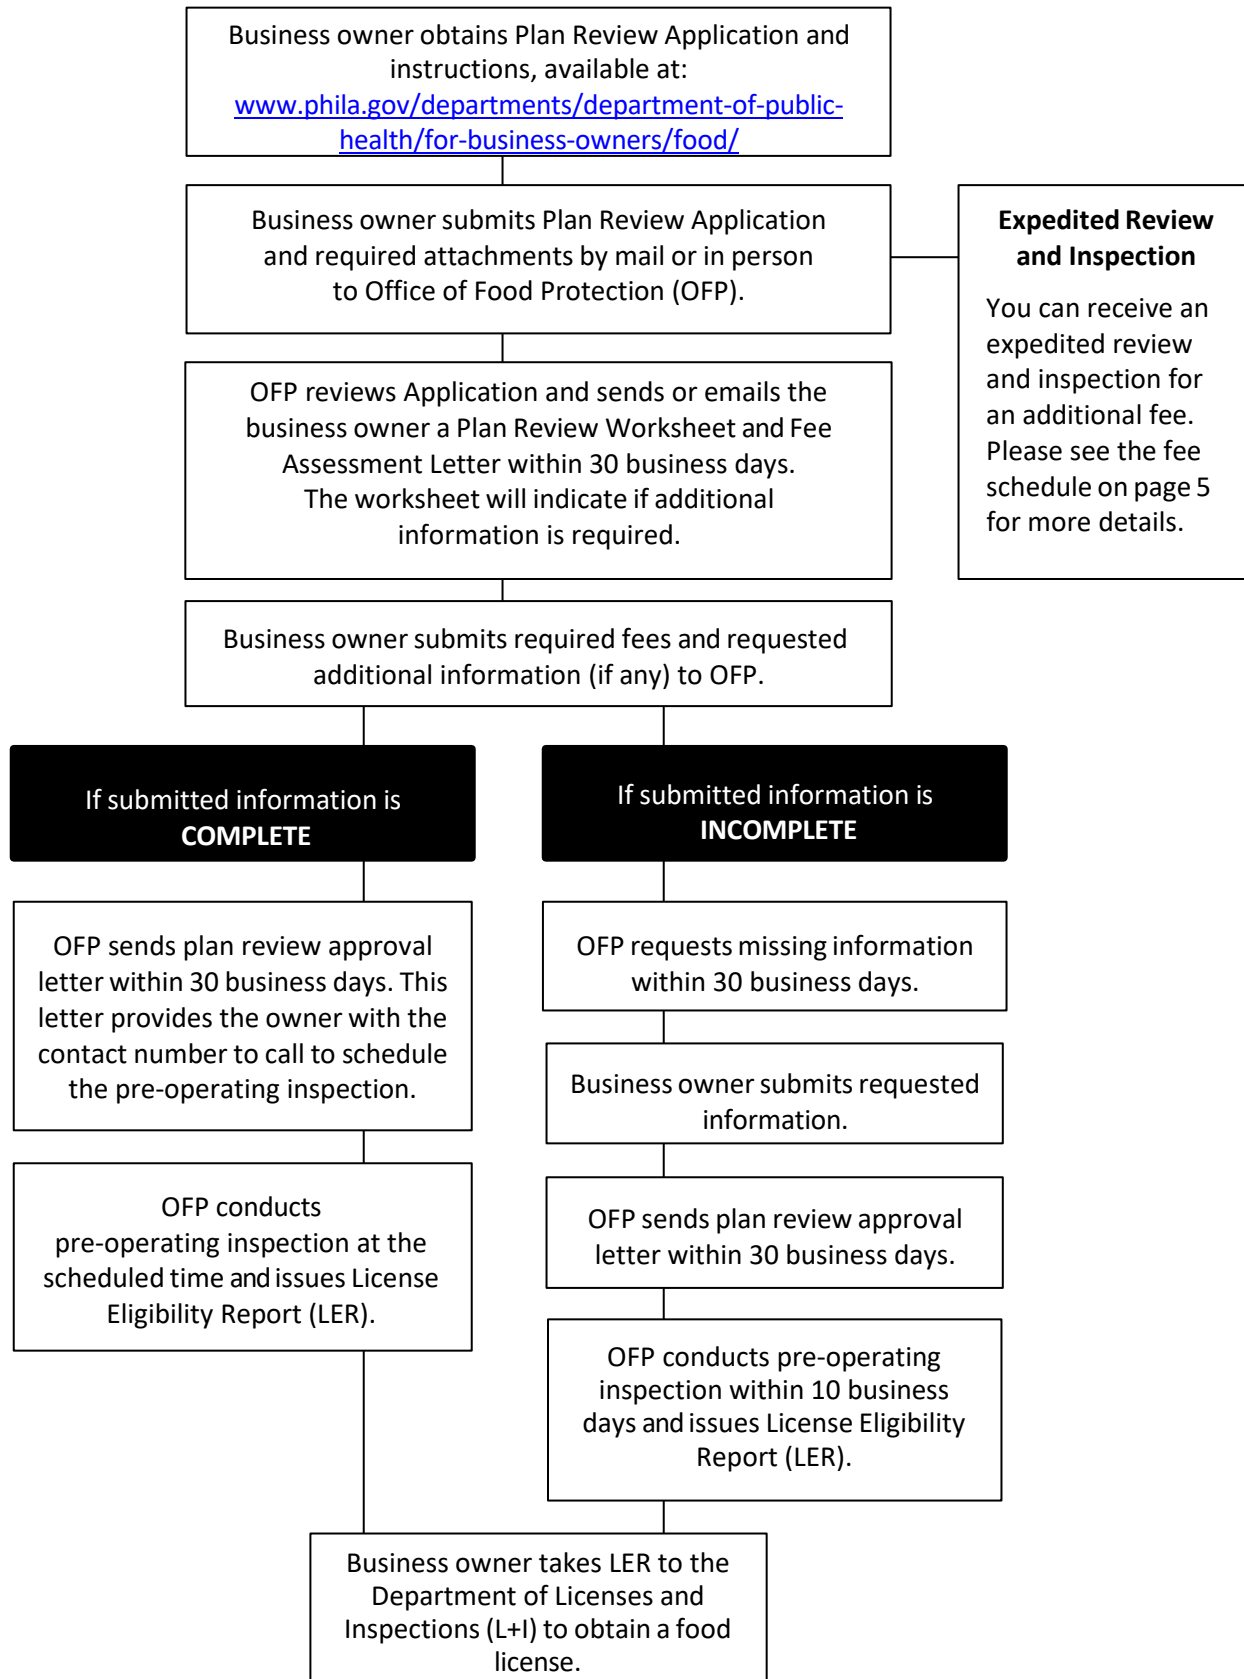 Business owner obtains Plan Review Application and
instructions, available at:
www.phila.gov/departments/department-of-public-
health/for-business-owners/food/
Business owner submits Plan Review Application
and required attachments by mail or in person
to Office of Food Protection (OFP).
Expedited Review
and Inspection
You can receive an
expedited review
and inspection for
an additional fee.
Please see the fee
schedule on page 5
for more details.
OFP reviews Application and sends or emails the
business owner a Plan Review Worksheet and Fee
Assessment Letter within 30 business days.
The worksheet will indicate if additional
information is required.
Business owner submits required fees and requested
additional information (if any) to OFP.
If submitted information is
COMPLETE
OFP sends plan review approval
letter within 30 business days. This
letter provides the owner with the
contact number to call to schedule
the pre-operating inspection.
OFP conducts
pre-operating inspection at the
scheduled time and issues License
Eligibility Report (LER).
If submitted information is
INCOMPLETE
OFP requests missing information
within 30 business days.
Business owner submits requested
information.
OFP sends plan review approval
letter within 30 business days.
OFP conducts pre-operating
inspection within 10 business
days and issues License Eligibility
Report (LER).
Business owner takes LER to the
Department of Licenses and
Inspections (L+I) to obtain a food
license.